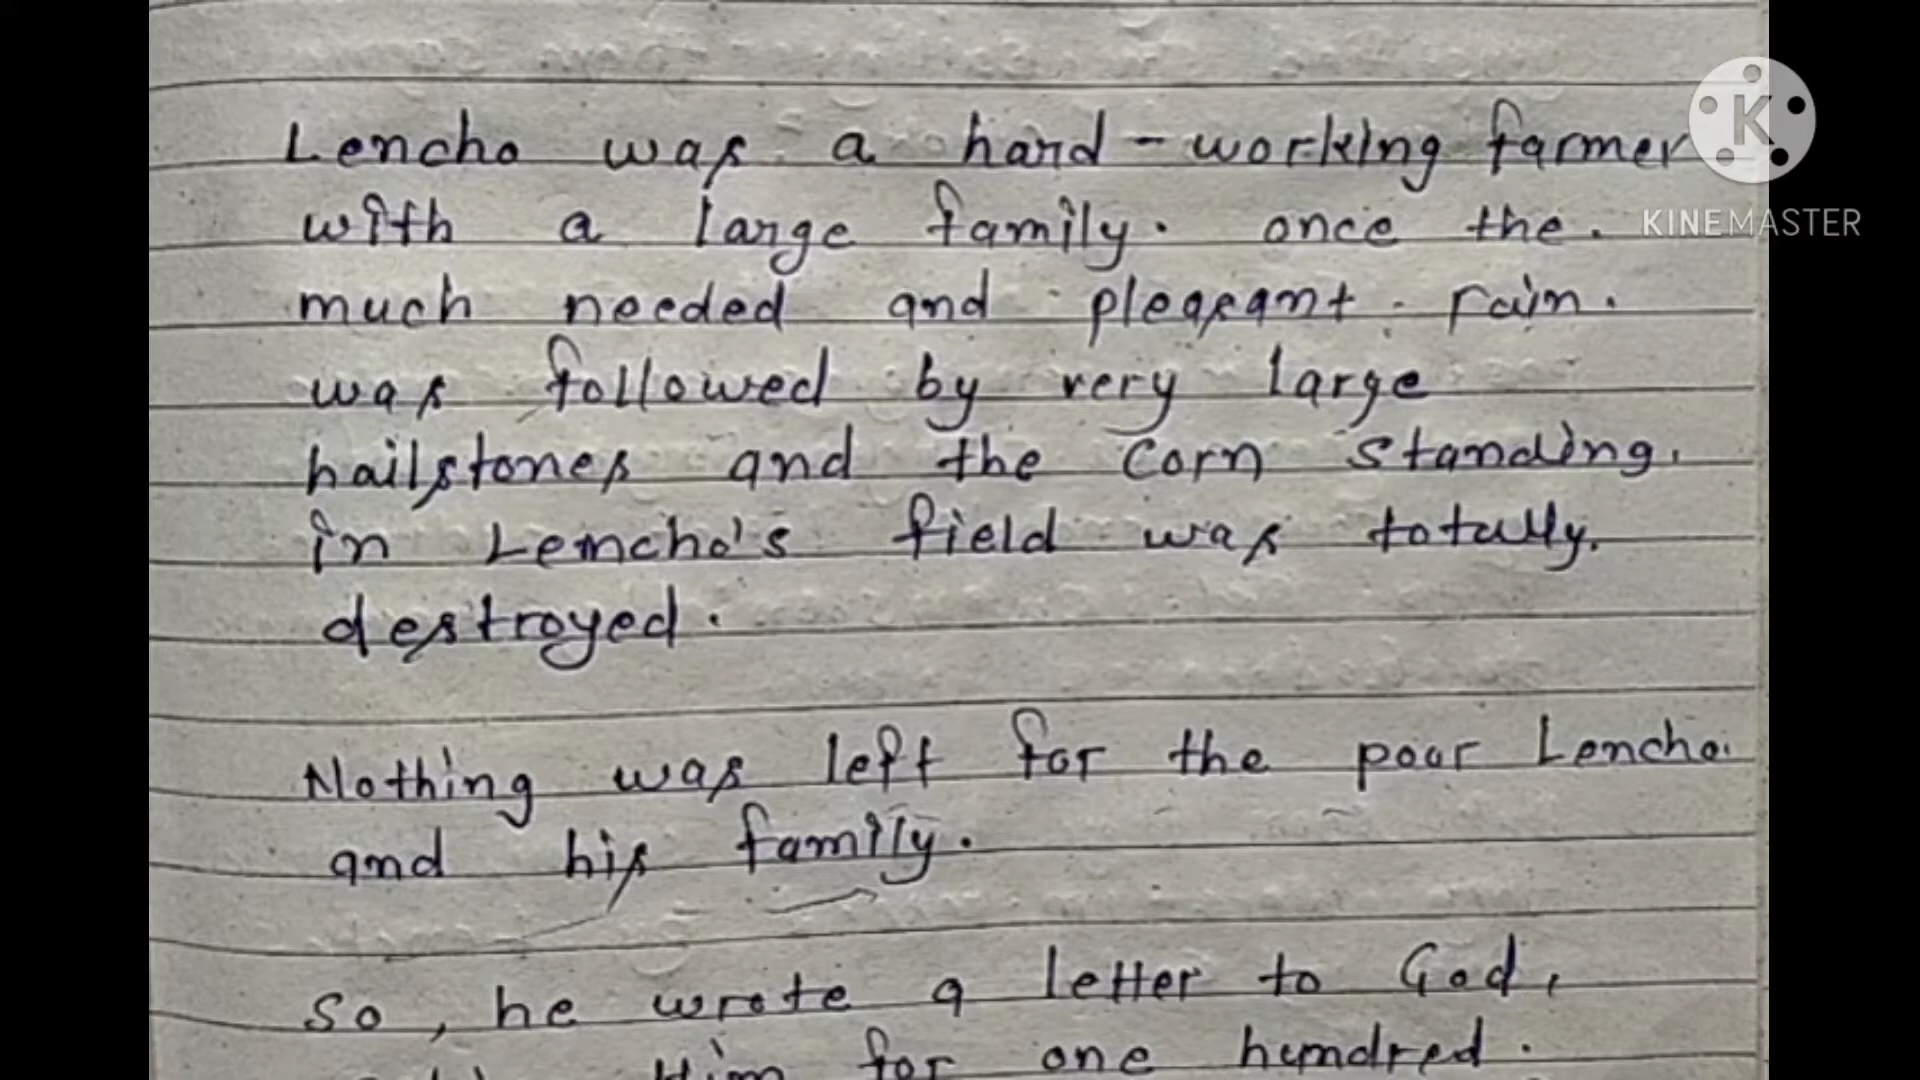 Lencho was a hard-working farmer
with a large family. once the.
much needed and pleasant rain.
was followed by very large
hailstones and the corn standing.
in Lencho's field was totally.
destroyed.
Nothing was left for the poor Lencho.
and his family.
So, he wrote a letter to God,
Him for one hundred.
K
KINEMASTER